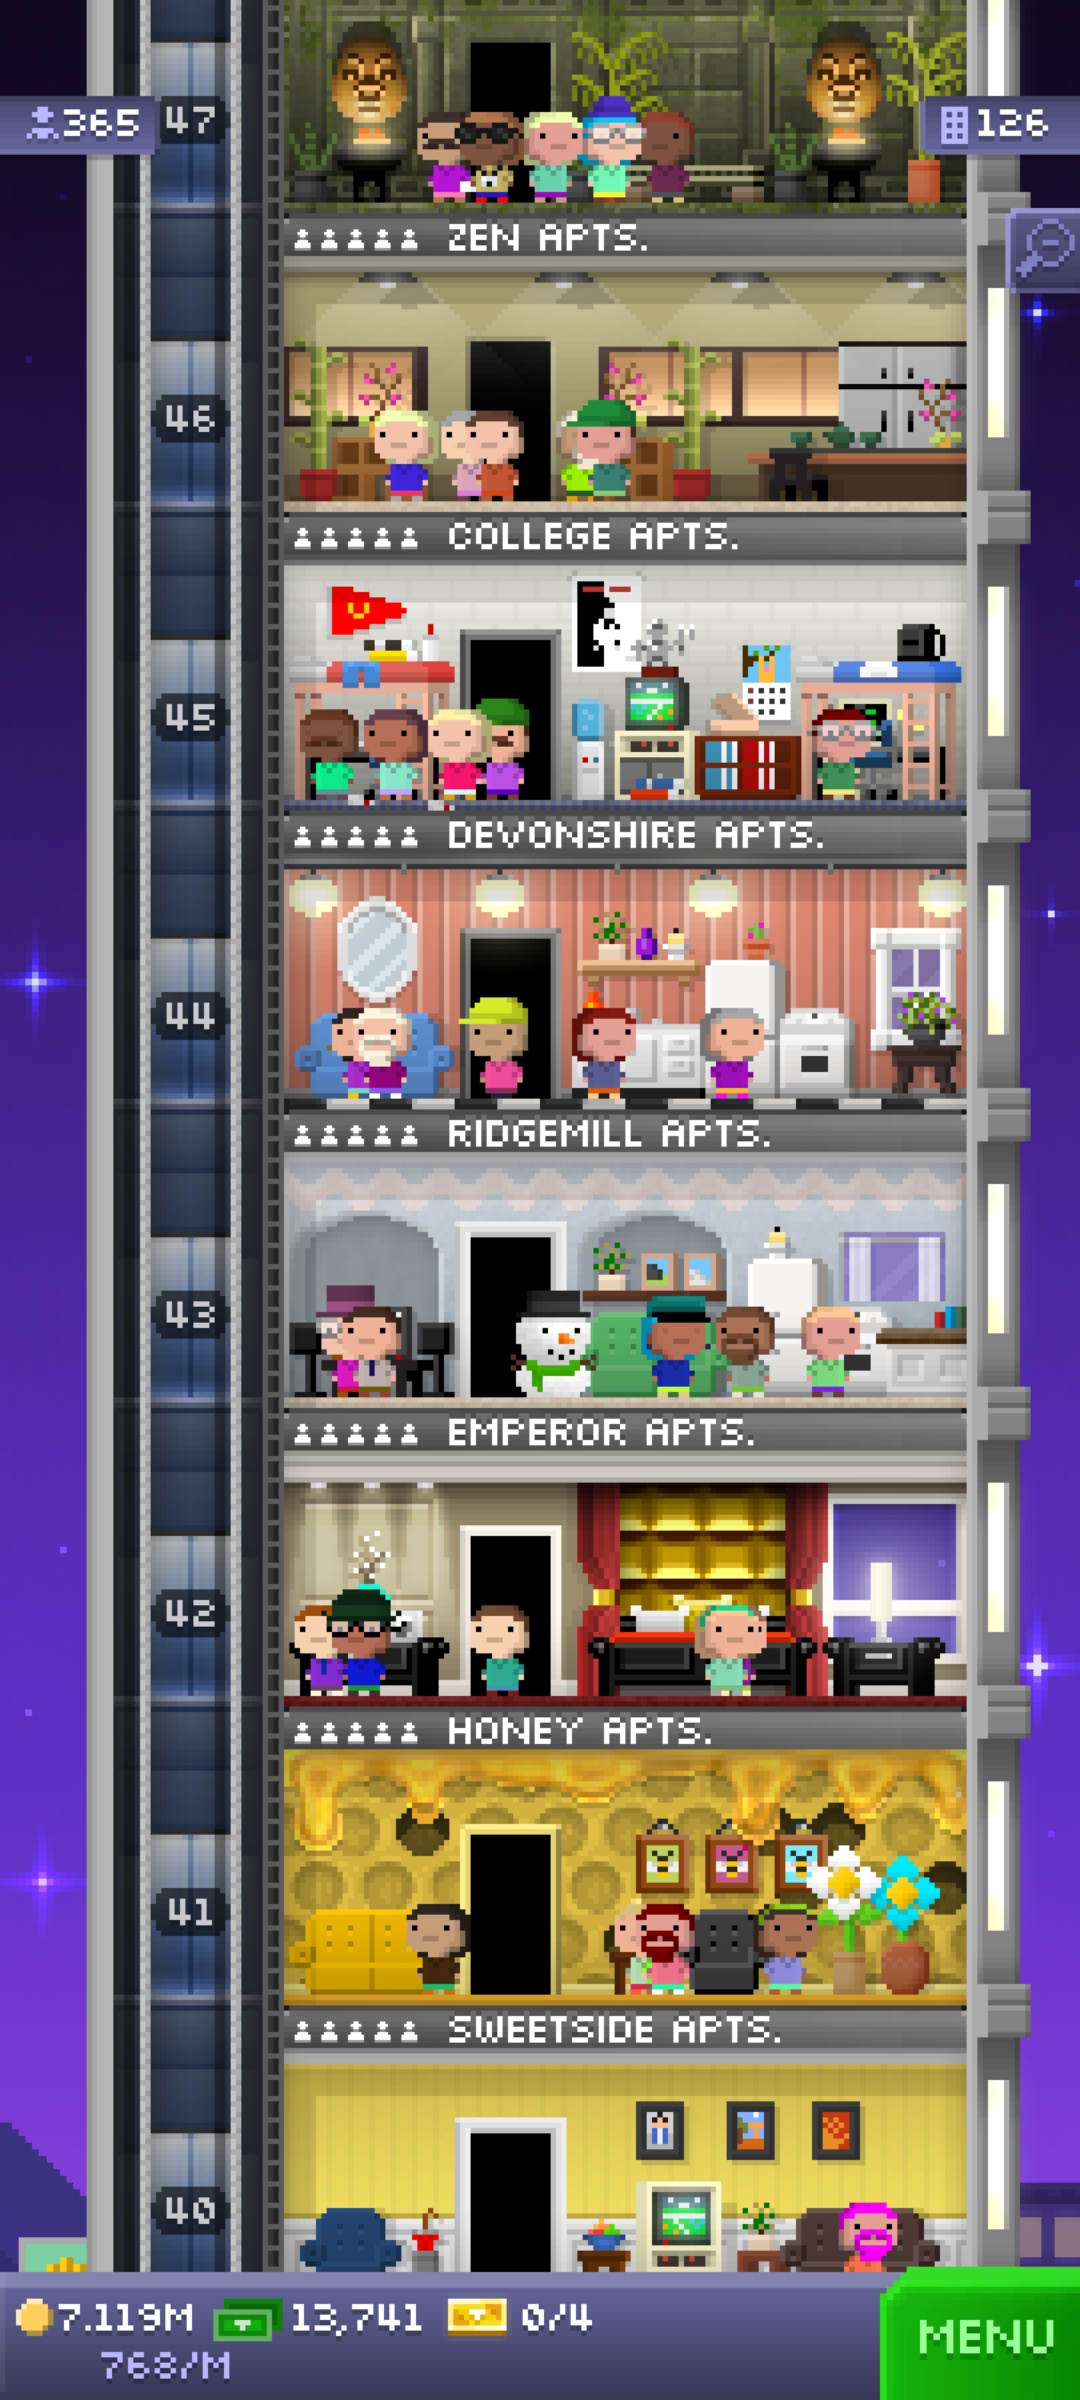 365
47
126
ZEN APTS.
46
COLLEGE APTS.
45
DEVONSHIRE APTS.
44
RIDGEMILL APTS.
43
EMPEROR APTS.
42
HONEY APTS.
41
SWEETSIDE APTS.
40
7.119M 13,741 0/4
768/M
MENU